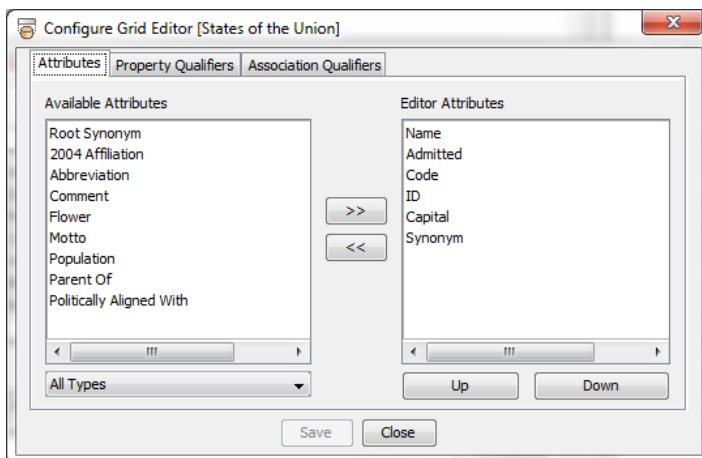 Configure Grid Editor [States of the Union]
Attributes Property Qualifiers Association Qualifiers
Available Attributes
Root Synonym
2004 Affiliation
Abbreviation
Comment
Flower
Motto
Population
Parent Of
Politically Aligned With
All Types
>>
<<
Editor Attributes
Name
Admitted
Code
ID
Capital
Synonym
Up Down
Save Close